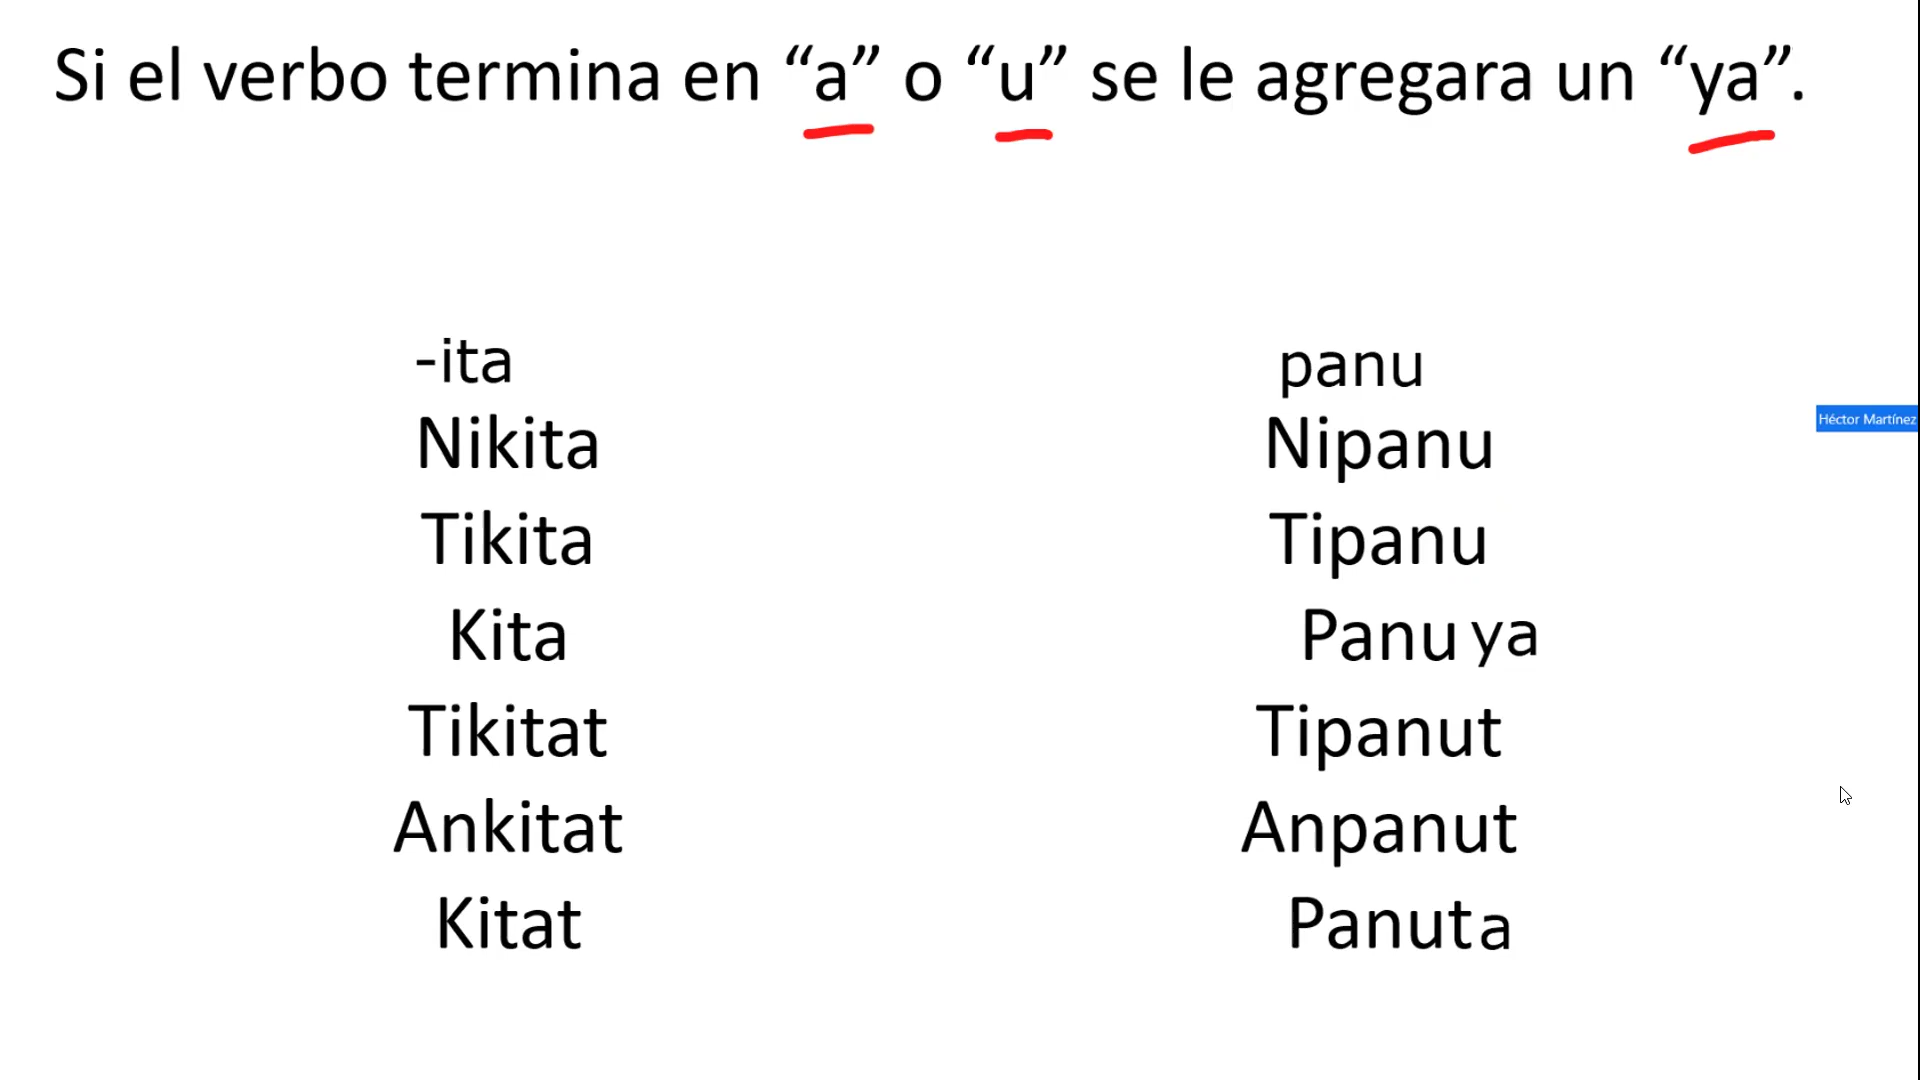 Si el verbo termina en “a” o “u” se le agregara un “ya”.
-ita
Nikita
Tikita
Kita
Tikitat
Ankitat
Kitat
panu
Nipanu
Tipanu
Panu ya
Tipanut
Anpanut
Panut a
Héctor Martínez